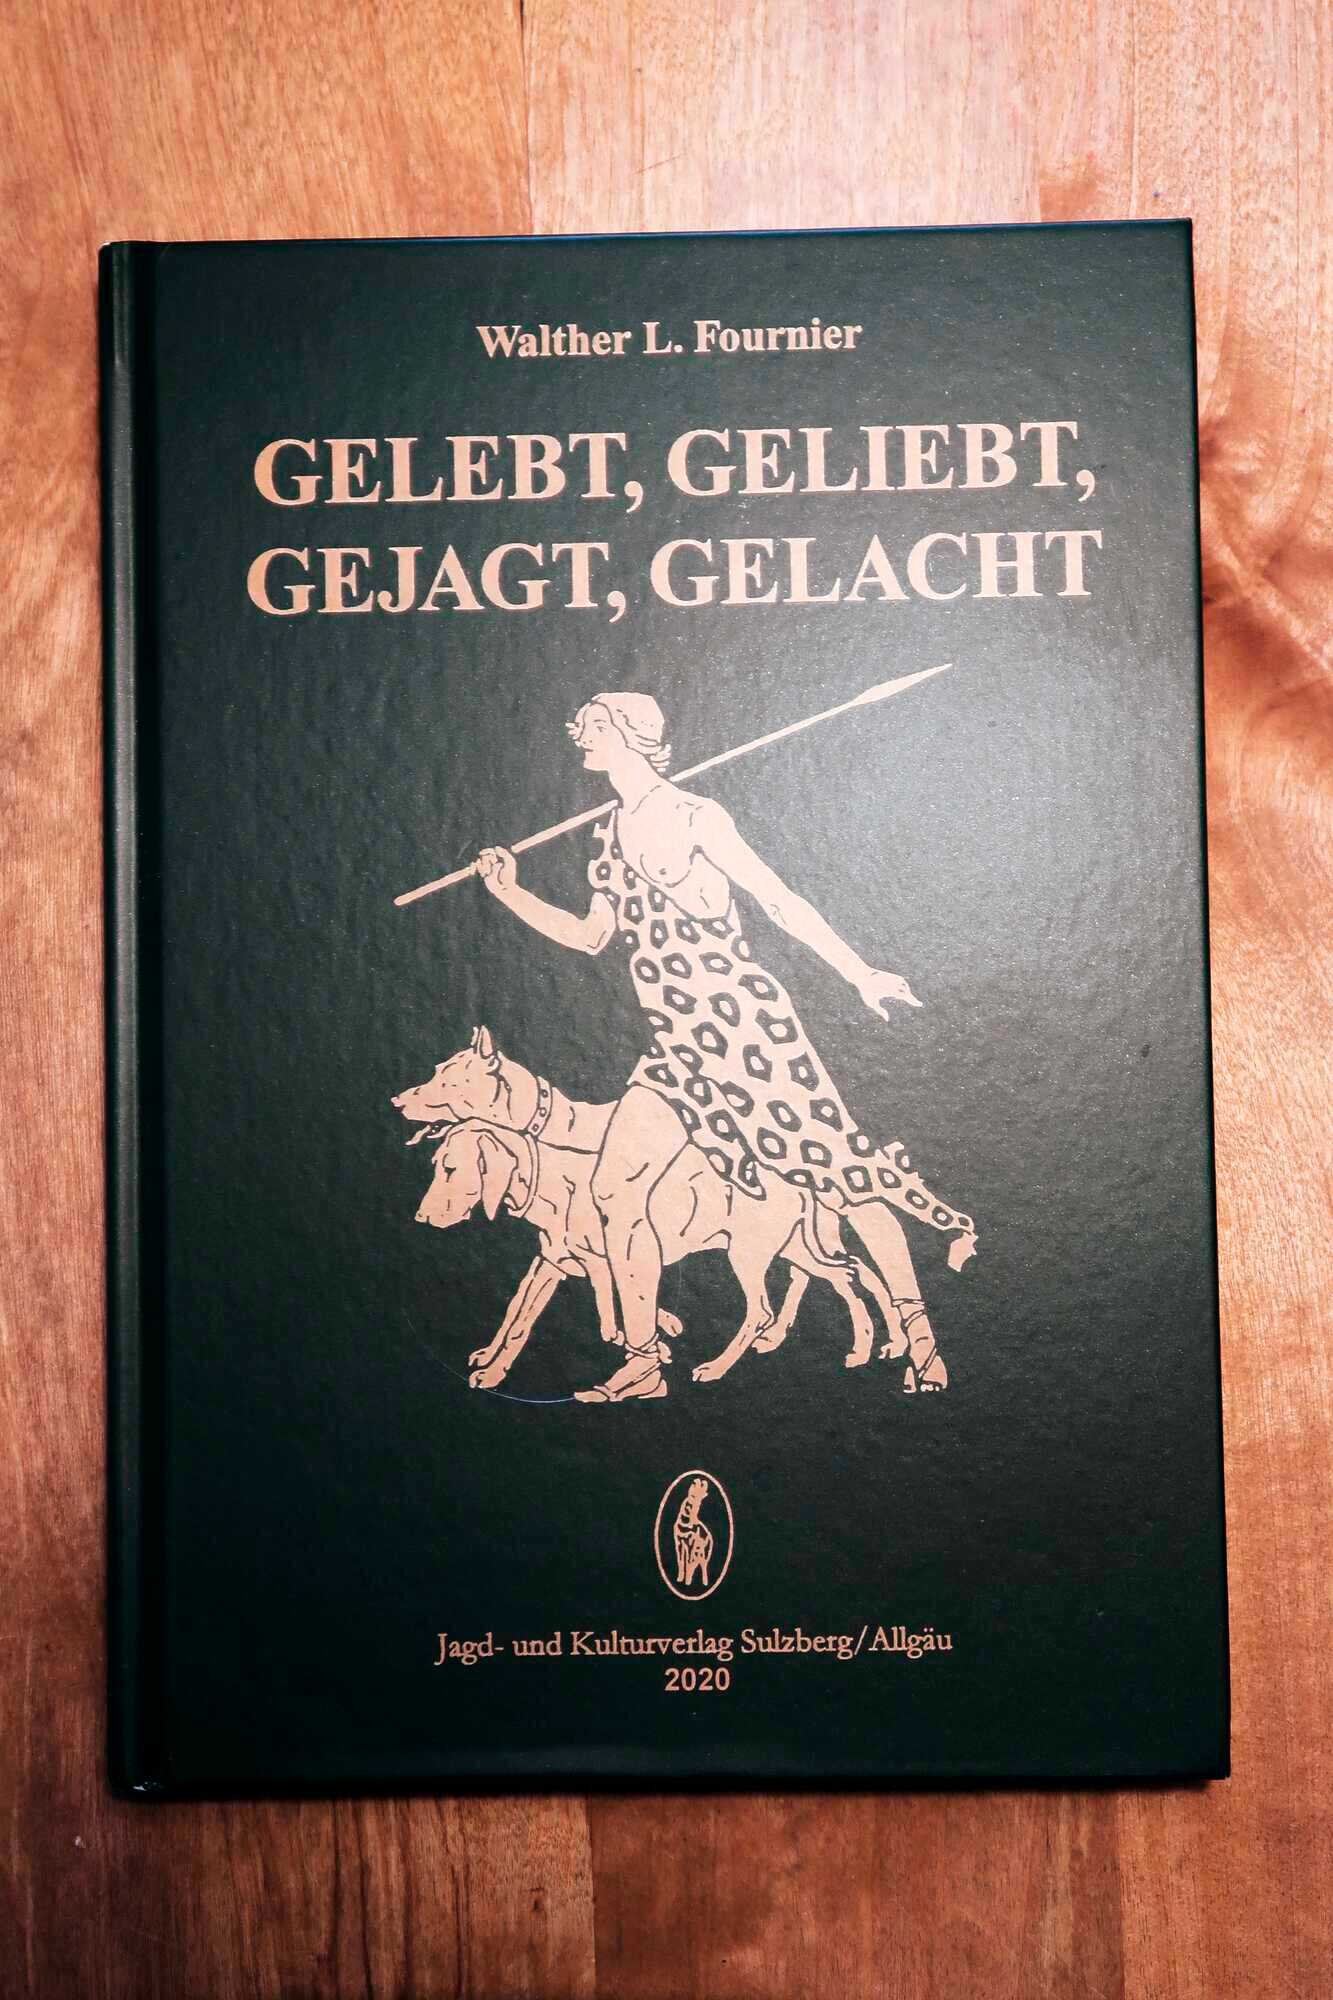 Walther L. Fournier
GELEBT, GELIEBT,
GEJAGT, GELACHT
Jagd- und Kulturverlag Sulzberg/Allgäu
2020